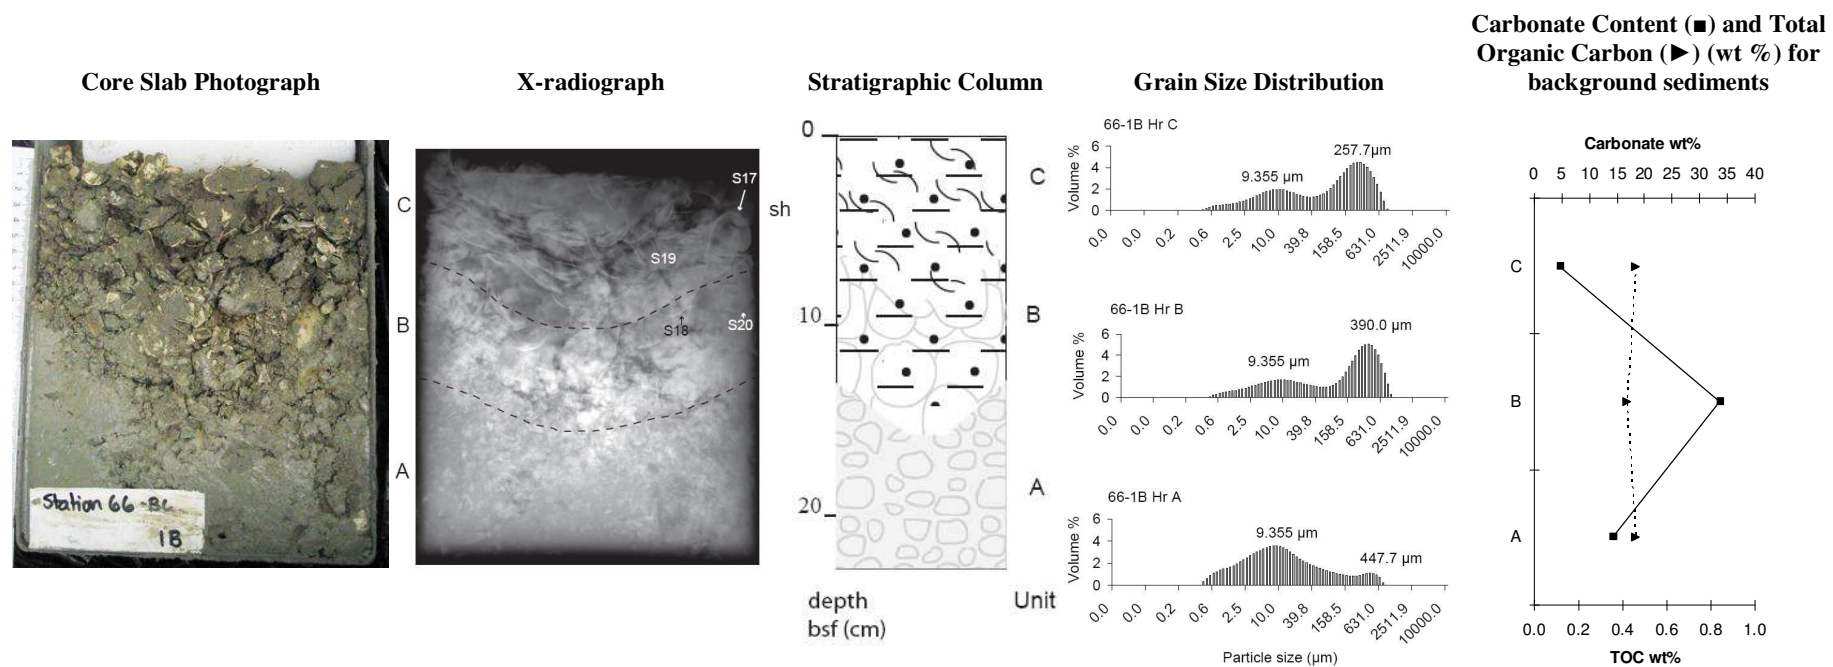 Carbonate Content (■) and Total
Organic Carbon (►) (wt %) for
background sediments
Core Slab Photograph
X-radiograph
Stratigraphic Column
Grain Size Distribution
Station 66-BC
1B
C
B
A
S17
S19
S18
S20
sh
0
10
20
C
B
A
depth
bsf (cm)
Unit
66-1B Hr C
Volume %
6
4
2
0
9.355 µm
257.7µm
0.0 0.0 0.2 0.6 2.5 10.0 39.8 158.5 631.0 2511.9 10000.0
66-1B Hr B
Volume %
6
4
2
0
9.355 µm
390.0 µm
0.0 0.0 0.2 0.6 2.5 10.0 39.8 158.5 631.0 2511.9 10000.0
66-1B Hr A
Volume %
6
4
2
0
9.355 µm
447.7 µm
0.0 0.0 0.2 0.6 2.5 10.0 39.8 158.5 631.0 2511.9 10000.0
Particle size (µm)
Carbonate wt%
0 5 10 15 20 25 30 35 40
C
B
A
0.0 0.2 0.4 0.6 0.8 1.0
TOC wt%